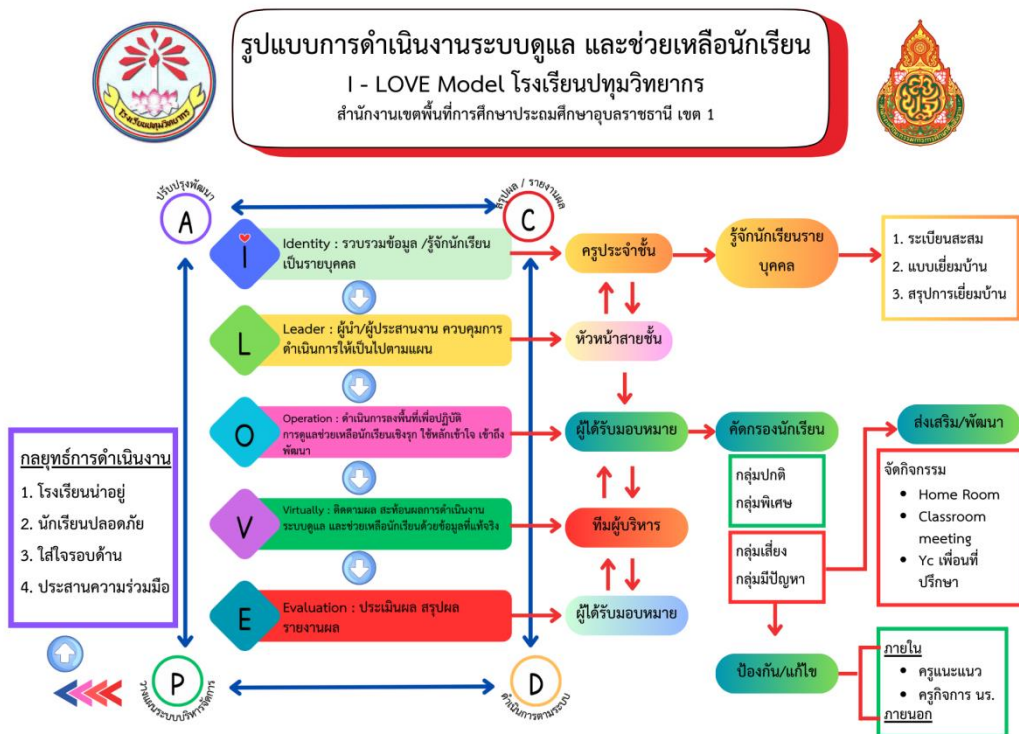 รูปแบบการดำเนินงานระบบดูแล และช่วยเหลือนักเรียน
I - LOVE Model โรงเรียนปทุมวิทยากร
สำนักงานเขตพื้นที่การศึกษาประถมศึกษาอุบลราชธานี เขต 1
โรงเรียนปทุมวิทยากร
ปรับปรุงพัฒนา
A
สรุปผล / รายงานผล
C
i
Identity : รวบรวมข้อมูล /รู้จักนักเรียน
เป็นรายบุคคล
ครูประจำชั้น
รู้จักนักเรียนราย
บุคคล
1. ระเบียนสะสม
2. แบบเยี่ยมบ้าน
3. สรุปการเยี่ยมบ้าน
L
Leader : ผู้นำ/ผู้ประสานงาน ควบคุมการ
ดำเนินการให้เป็นไปตามแผน
หัวหน้าสายชั้น
O
Operation : ดำเนินการลงพื้นที่เพื่อปฏิบัติ
การดูแลช่วยเหลือนักเรียนเชิงรุก ใช้หลักเข้าใจ เข้าถึง
พัฒนา
ผู้ได้รับมอบหมาย
คัดกรองนักเรียน
ส่งเสริม/พัฒนา
กลุ่มปกติ
กลุ่มพิเศษ
กลุ่มเสี่ยง
กลุ่มมีปัญหา
จัดกิจกรรม
• Home Room
• Classroom
meeting
• Yc เพื่อนที่
ปรึกษา
V
Virtually : ติดตามผล สะท้อนผลการดำเนินงาน
ระบบดูแล และช่วยเหลือนักเรียนด้วยข้อมูลที่แท้จริง
ทีมผู้บริหาร
E
Evaluation : ประเมินผล สรุปผล
รายงานผล
ผู้ได้รับมอบหมาย
กลยุทธ์การดำเนินงาน
1. โรงเรียนน่าอยู่
2. นักเรียนปลอดภัย
3. ใส่ใจรอบด้าน
4. ประสานความร่วมมือ
P
วางแผนระบบบริหารจัดการ
D
ดำเนินการตามระบบ
ป้องกัน/แก้ไข
ภายใน
• ครูแนะแนว
• ครูกิจการ นร.
ภายนอก